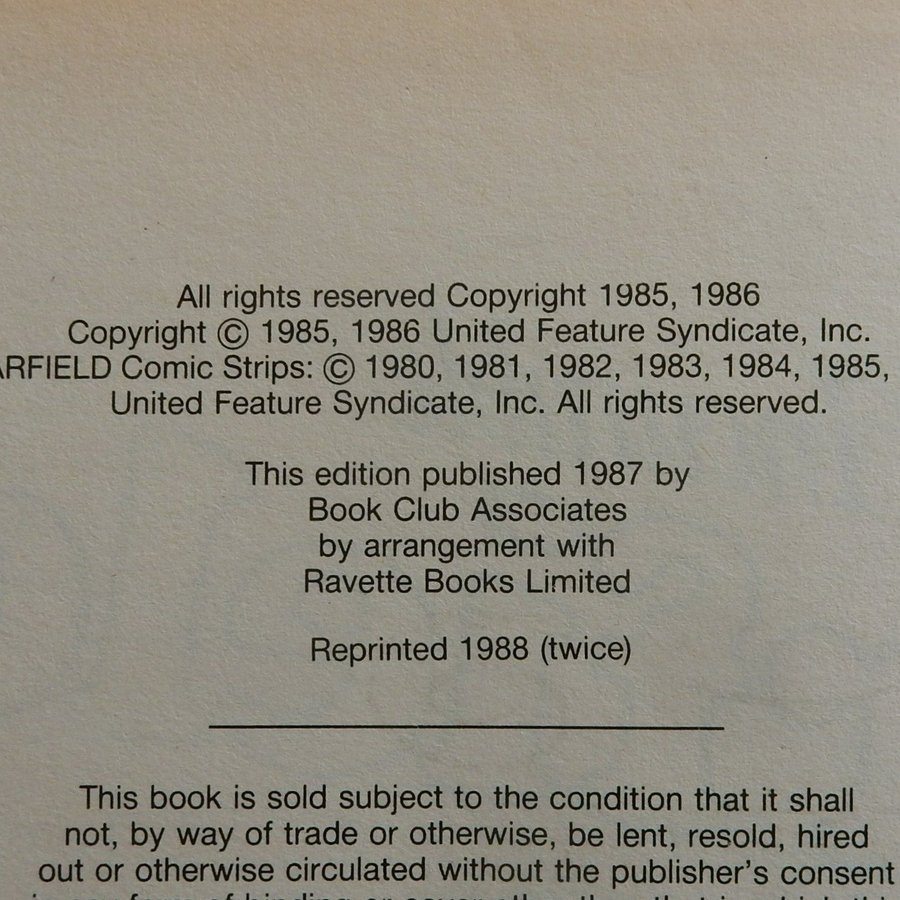 All rights reserved Copyright 1985, 1986
Copyright © 1985, 1986 United Feature Syndicate, Inc.
ARFIELD Comic Strips: © 1980, 1981, 1982, 1983, 1984, 1985,
United Feature Syndicate, Inc. All rights reserved.
This edition published 1987 by
Book Club Associates
by arrangement with
Ravette Books Limited
Reprinted 1988 (twice)
This book is sold subject to the condition that it shall
not, by way of trade or otherwise, be lent, resold, hired
out or otherwise circulated without the publisher's consent